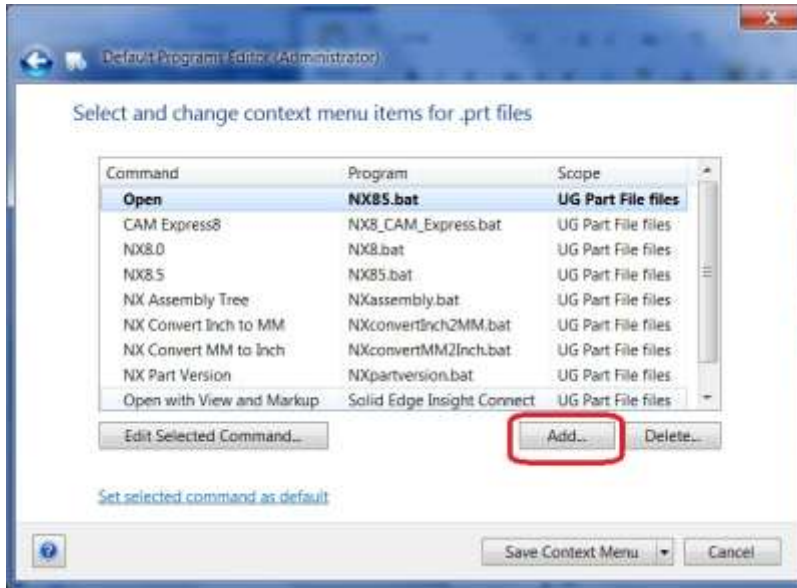 Default Programs Editor (Administrator)
Select and change context menu items for .prt files
Command Program Scope
Open NX85.bat UG Part File files
CAM Express8 NX8_CAM_Express.bat UG Part File files
NX8.0 NX8.bat UG Part File files
NX8.5 NX85.bat UG Part File files
NX Assembly Tree NXassembly.bat UG Part File files
NX Convert Inch to MM NXconvertInch2MM.bat UG Part File files
NX Convert MM to Inch NXconvertMM2Inch.bat UG Part File files
NX Part Version NXpartversion.bat UG Part File files
Open with View and Markup Solid Edge Insight Connect UG Part File files
Edit Selected Command... Add... Delete...
Set selected command as default
Save Context Menu Cancel